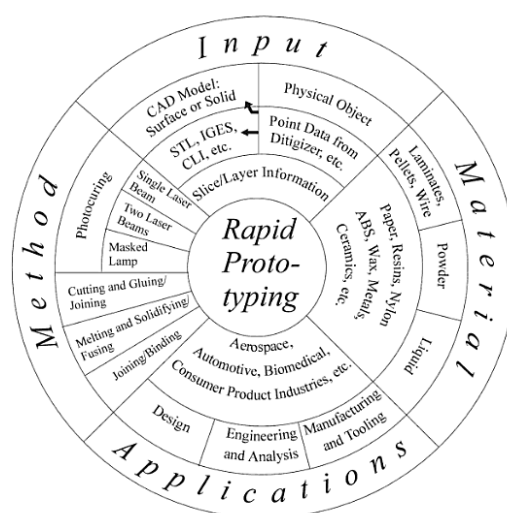 Input
CAD Model:
Surface or Solid
Physical Object
STL, IGES,
CLI, etc.
Point Data from
Ditigizer, etc.
Slice/Layer Information
Material
Laminates,
Pellets, Wire
Powder
Liquid
Paper, Resins, Nylon
ABS, Wax, Metals,
Ceramics, etc.
Method
Photocuring
Single Laser
Beam
Two Laser
Beams
Masked
Lamp
Cutting and Gluing/
Joining
Melting and Solidifying/
Fusing
Joining/Binding
Rapid
Proto-
typing
Aerospace,
Automotive, Biomedical,
Consumer Product Industries, etc.
Design
Engineering
and Analysis
Manufacturing
and Tooling
Applications